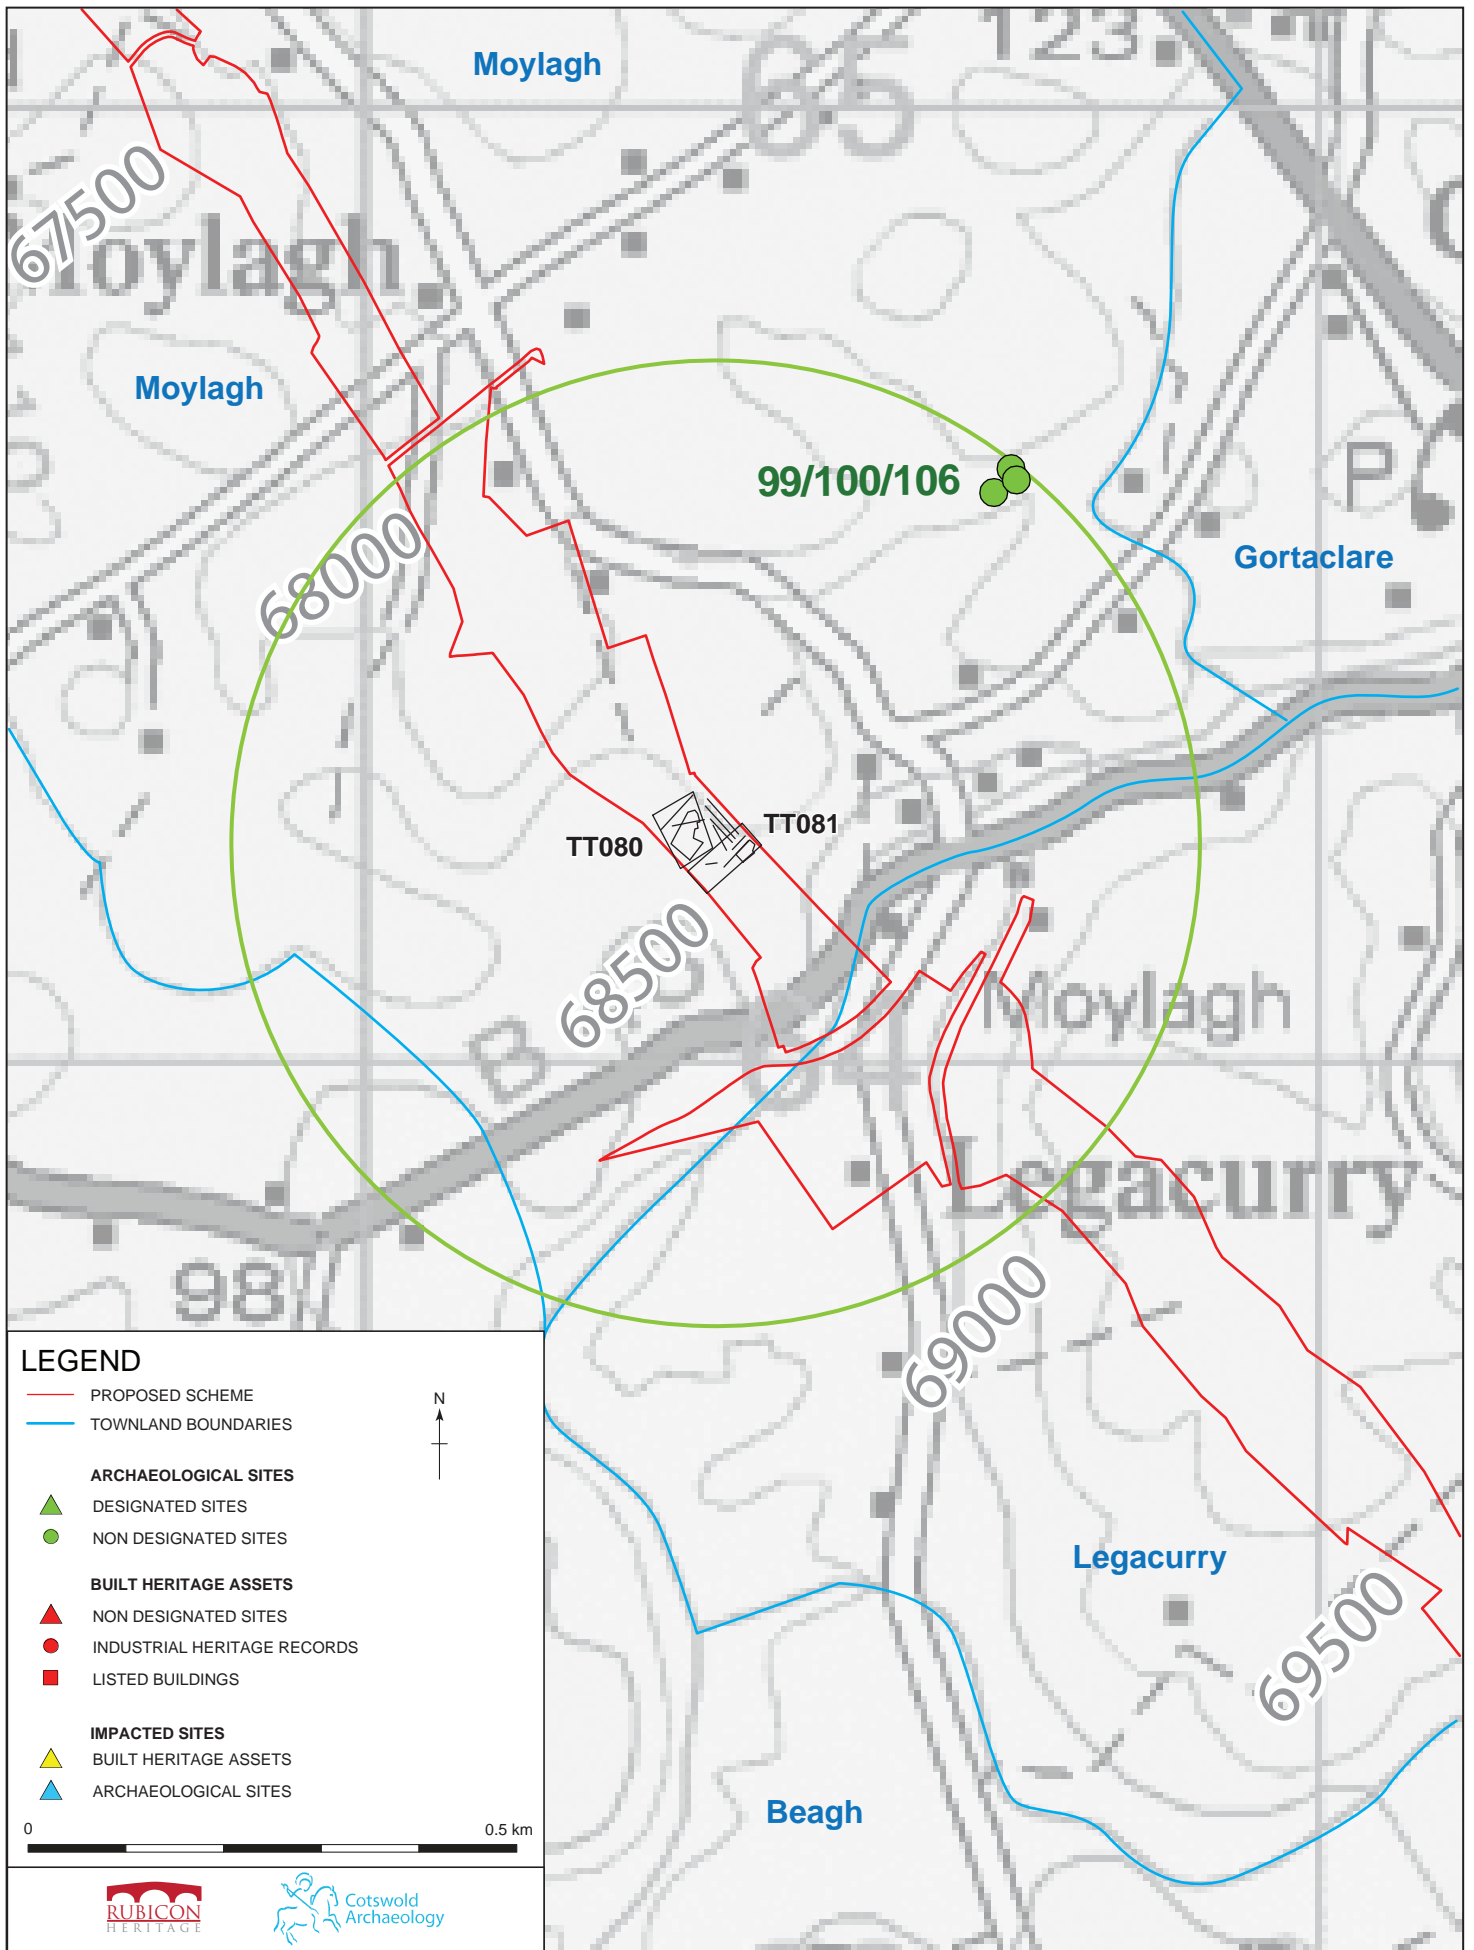 Moylagh
65
123
67500
Moylagh
Moylagh
99/100/106
P
68000
Gortaclare
TT080
TT081
68500
B
Moylagh
64
Legacurry
98
69000
Legacurry
69500
Beagh
LEGEND
PROPOSED SCHEME
TOWNLAND BOUNDARIES
N
ARCHAEOLOGICAL SITES
DESIGNATED SITES
NON DESIGNATED SITES
BUILT HERITAGE ASSETS
NON DESIGNATED SITES
INDUSTRIAL HERITAGE RECORDS
LISTED BUILDINGS
IMPACTED SITES
BUILT HERITAGE ASSETS
ARCHAEOLOGICAL SITES
0 0.5 km
RUBICON
HERITAGE
Cotswold
Archaeology